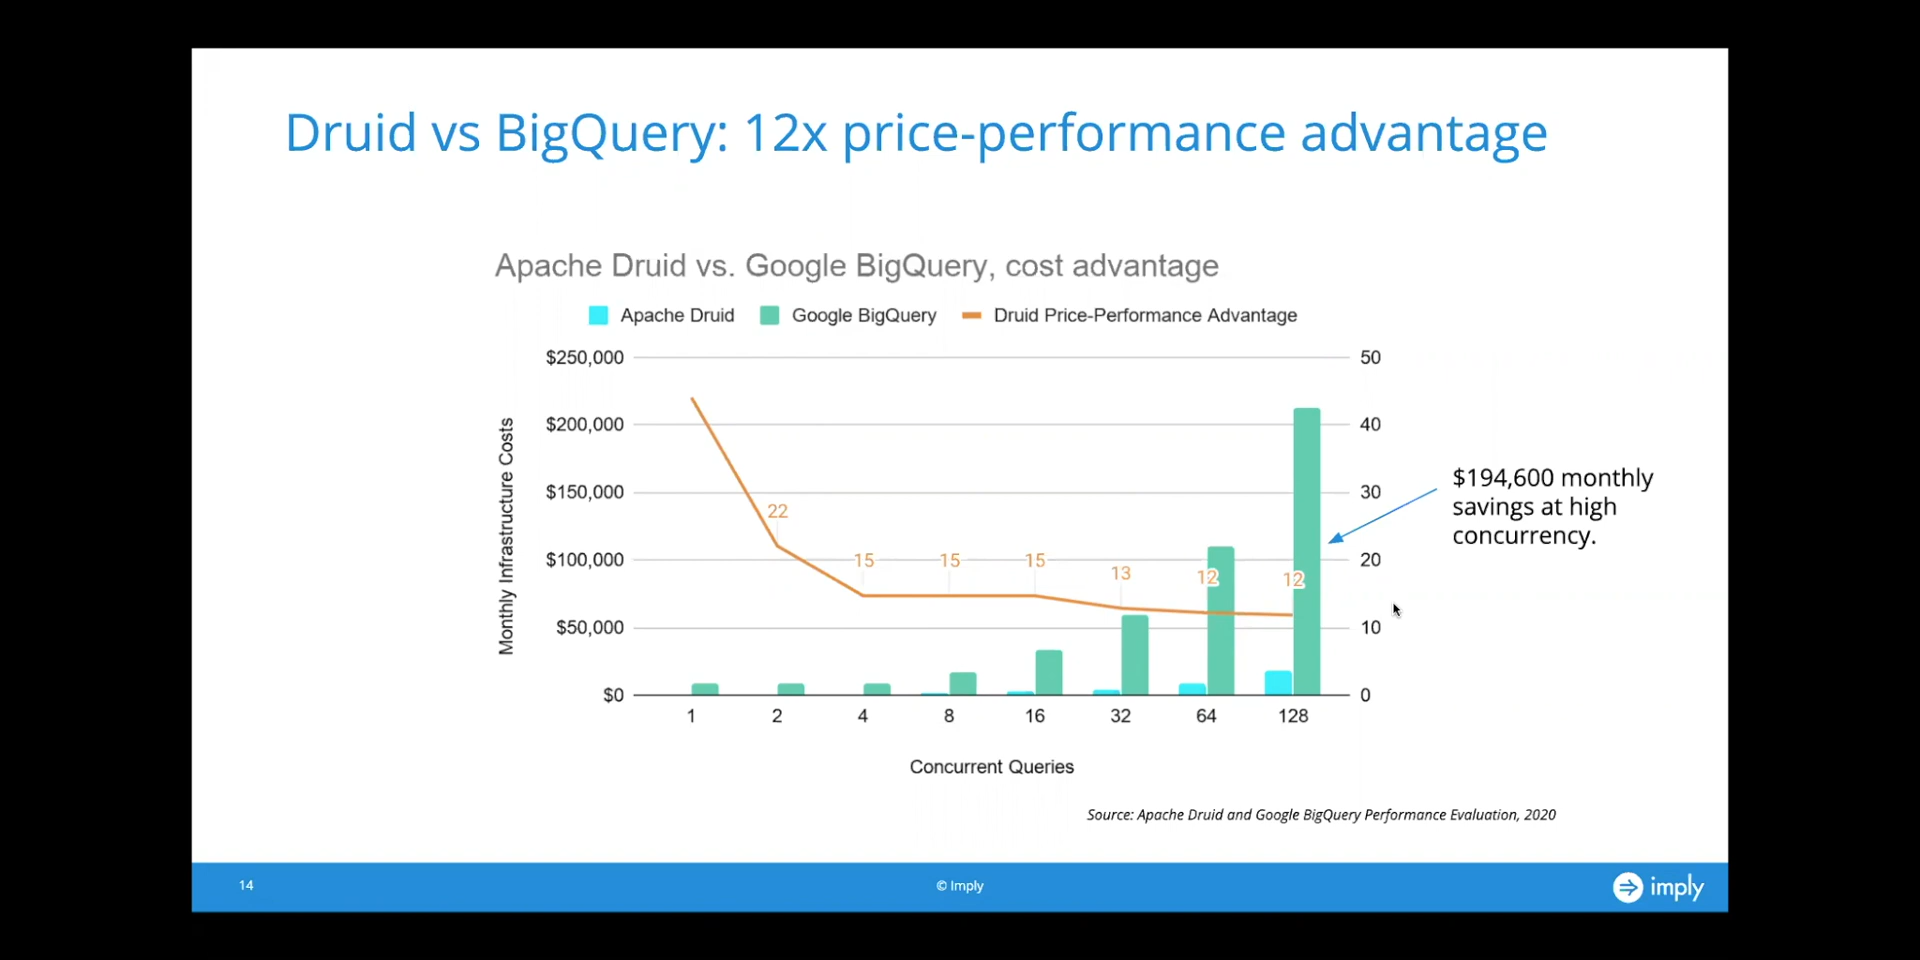 Druid vs BigQuery: 12x price-performance advantage
Apache Druid vs. Google BigQuery, cost advantage
Apache Druid Google BigQuery Druid Price-Performance Advantage
Monthly Infrastructure Costs
$250,000
$200,000
$150,000
$100,000
$50,000
$0
22
15
15
15
13
12
12
50
40
30
20
10
0
1 2 4 8 16 32 64 128
Concurrent Queries
$194,600 monthly
savings at high
concurrency.
Source: Apache Druid and Google BigQuery Performance Evaluation, 2020
14
© Imply
imply